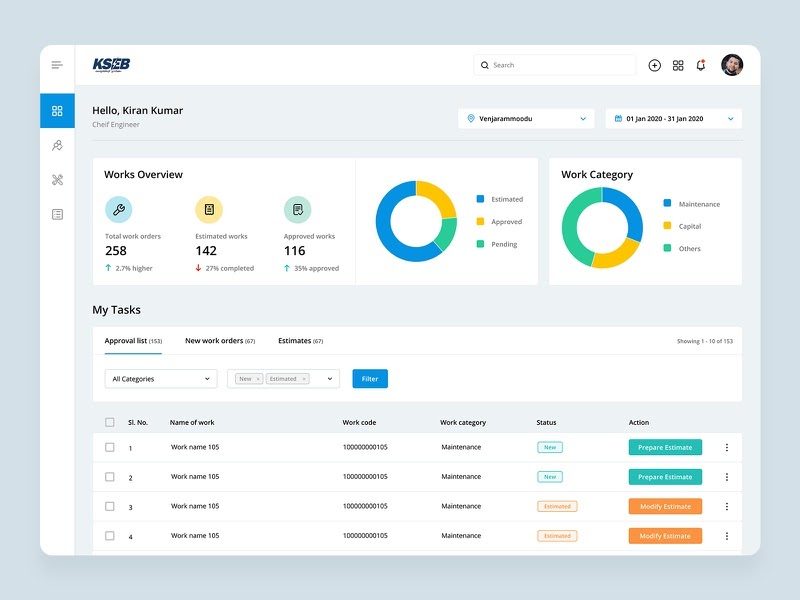 KSEB
Search
Hello, Kiran Kumar
Cheif Engineer
Venjarammoodu
01 Jan 2020 - 31 Jan 2020
Works Overview
Total work orders
258
2.7% higher
Estimated works
142
27% completed
Approved works
116
35% approved
Estimated
Approved
Pending
Work Category
Maintenance
Capital
Others
My Tasks
Approval list (153)
New work orders (67)
Estimates (67)
Showing 1 - 10 of 153
All Categories
New ×
Estimated ×
Filter
Sl. No. Name of work Work code Work category Status Action
1 Work name 105 100000000105 Maintenance New Prepare Estimate
2 Work name 105 100000000105 Maintenance New Prepare Estimate
3 Work name 105 100000000105 Maintenance Estimated Modify Estimate
4 Work name 105 100000000105 Maintenance Estimated Modify Estimate